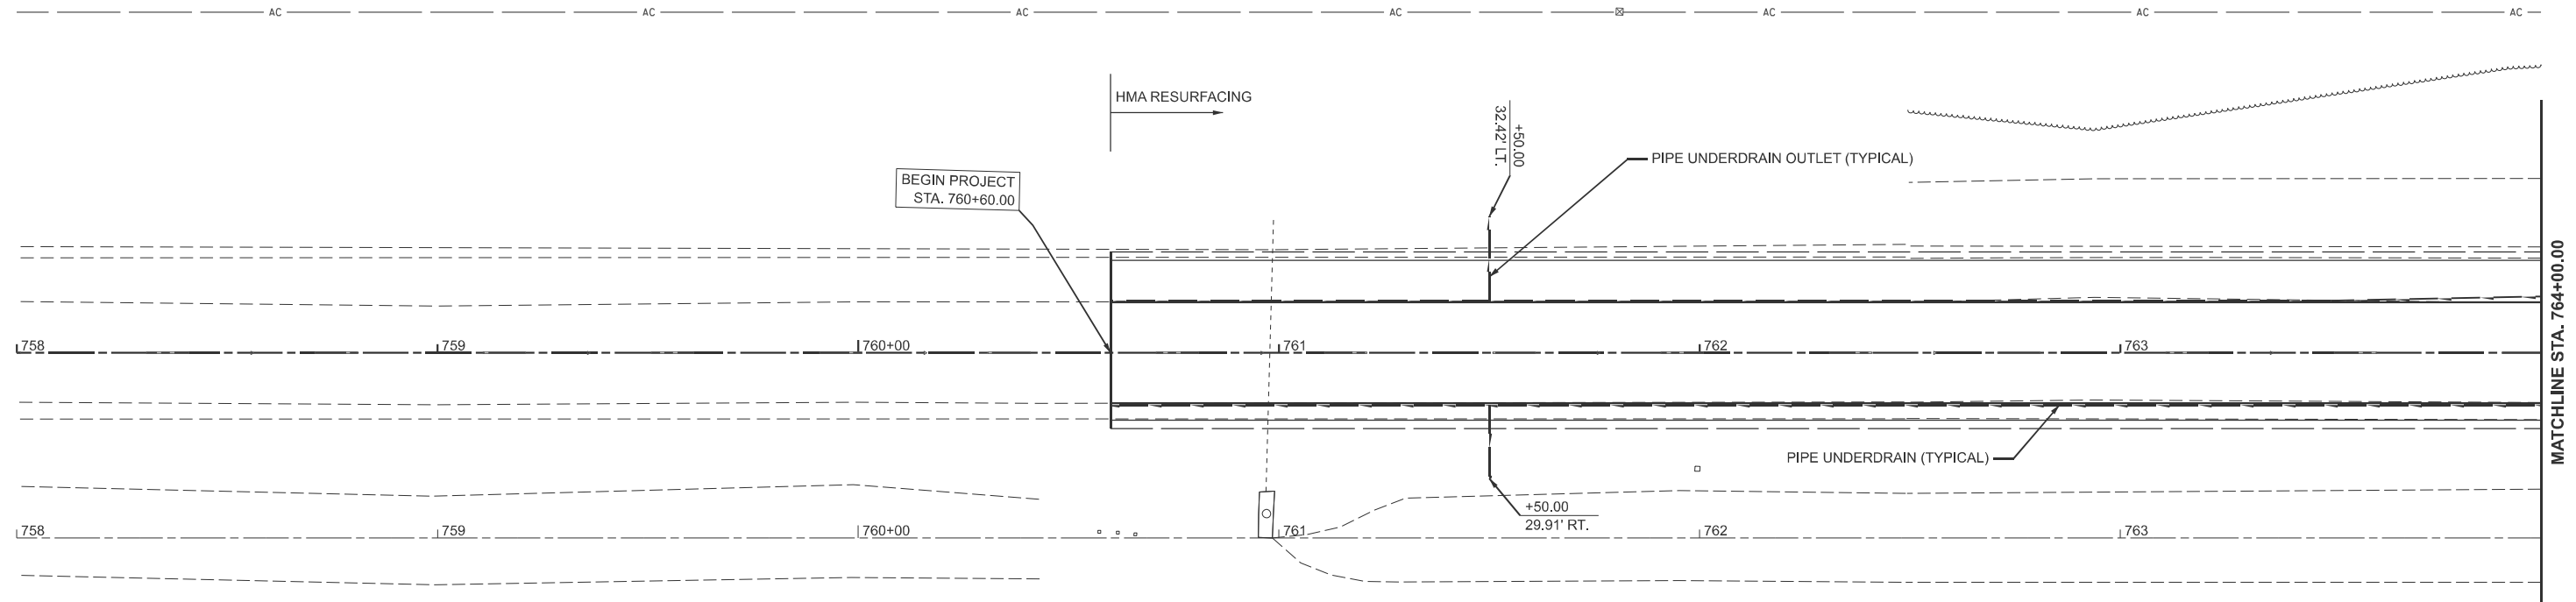 AC AC AC AC AC AC AC
HMA RESURFACING
+50.00
32.42' LT.
PIPE UNDERDRAIN OUTLET (TYPICAL)
BEGIN PROJECT
STA. 760+60.00
758 759 760+00 761 762 763
MATCHLINE STA. 764+00.00
PIPE UNDERDRAIN (TYPICAL)
+50.00
29.91' RT.
758 759 760+00 761 762 763